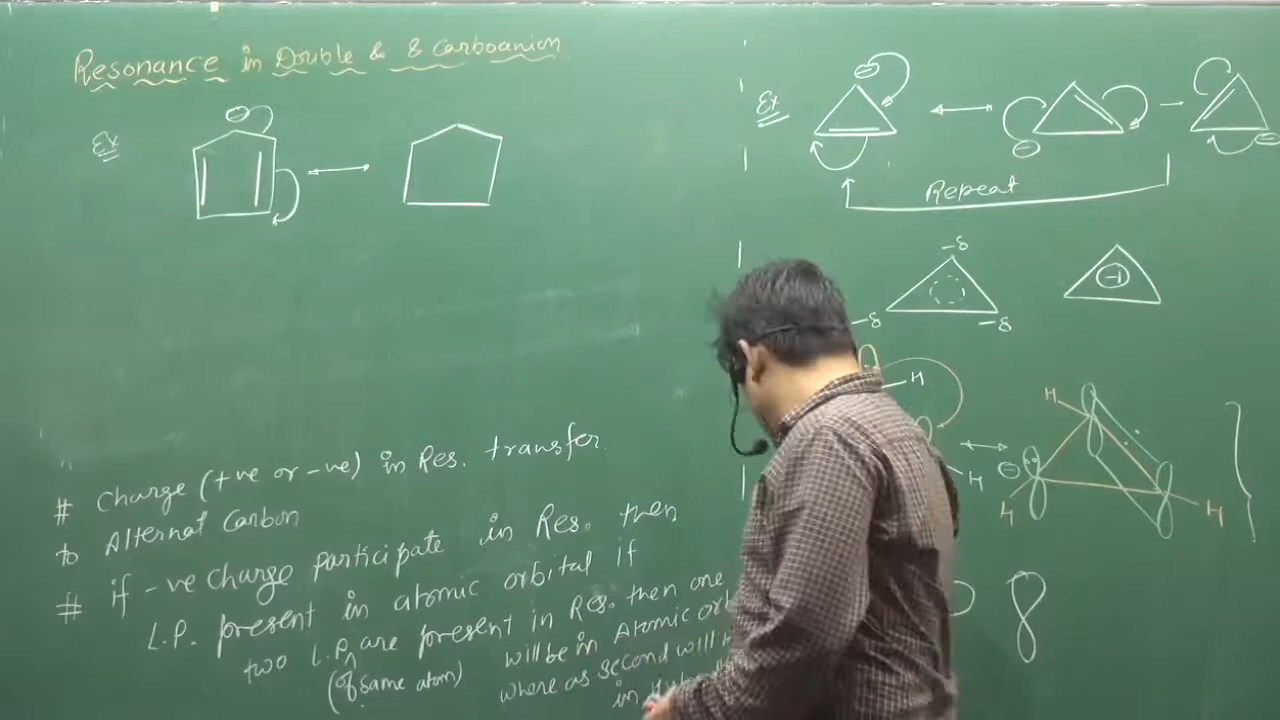 Resonance in Double & & Carboanion
Ex
⊖
# Charge (+ve or -ve) in Res. transfer
to Alternat Carbon
# if -ve charge participate in Res. then
L.P. present in atomic orbital if
two L.P. are present in Res. then one
(of same atom) will be in Atomic
where as second will
in
Ex
⊖
⊖
⊖
Repeat
-δ
-δ
-δ
-1
H
H
H
⊖
H
H